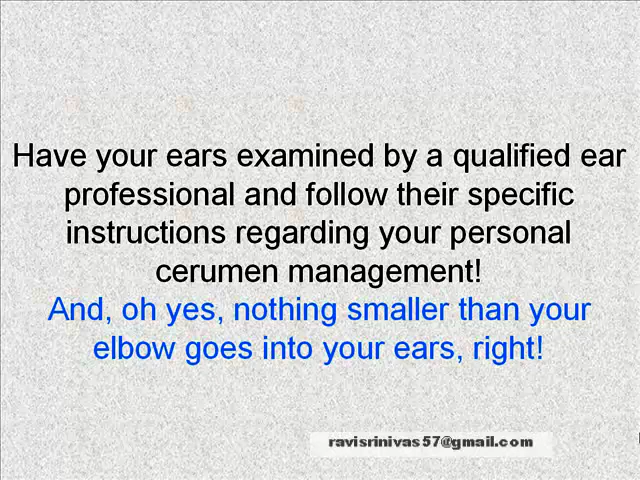 Have your ears examined by a qualified ear
professional and follow their specific
instructions regarding your personal
cerumen management!
And, oh yes, nothing smaller than your
elbow goes into your ears, right!
ravisrinivas57@gmail.com